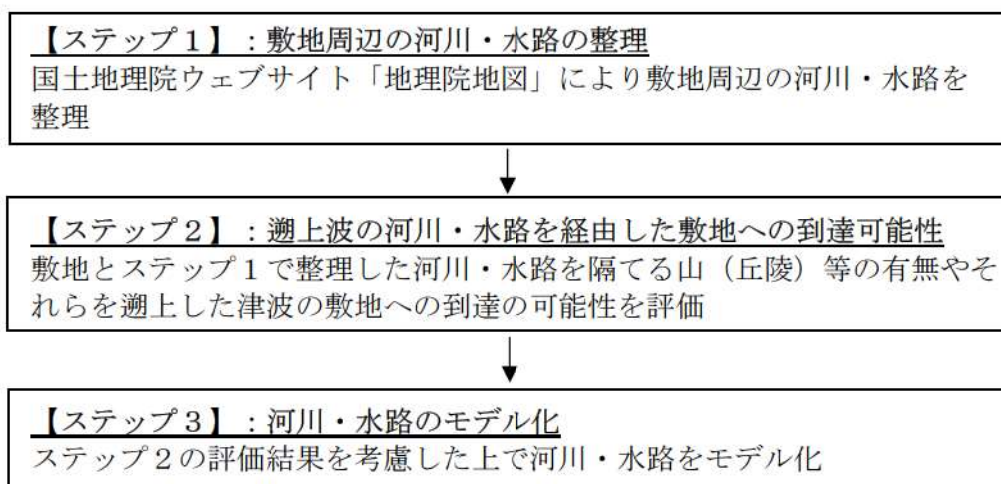 【ステップ１】：敷地周辺の河川・水路の整理
国土地理院ウェブサイト「地理院地図」により敷地周辺の河川・水路を
整理
【ステップ２】：遡上波の河川・水路を経由した敷地への到達可能性
敷地とステップ１で整理した河川・水路を隔てる山（丘陵）等の有無やそ
れらを遡上した津波の敷地への到達の可能性を評価
【ステップ３】：河川・水路のモデル化
ステップ２の評価結果を考慮した上で河川・水路をモデル化